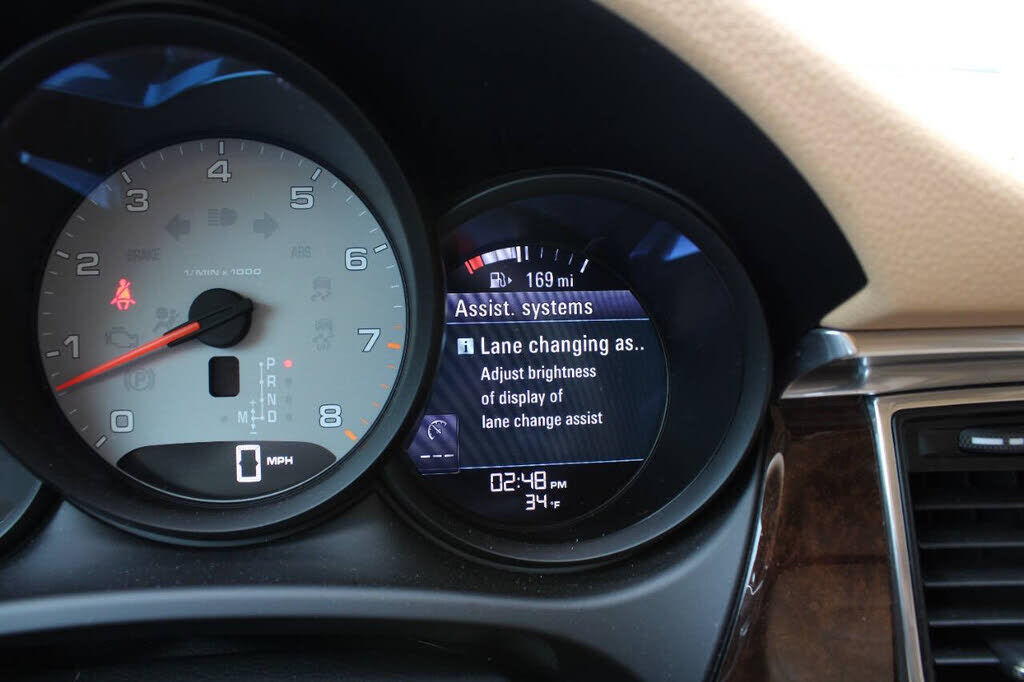 4
3
5
BRAKE
ABS
2
6
1/MIN x 1000
1
7
P
R
N
M D
+
-
0
8
0 MPH
169 mi
Assist. systems
i Lane changing as..
Adjust brightness
of display of
lane change assist
---
02:48 PM
34 °F